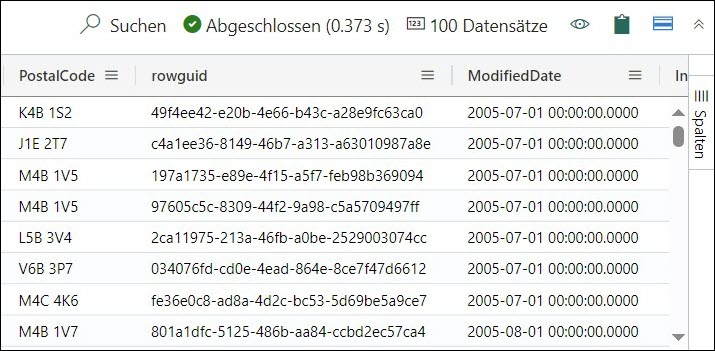 Suchen Abgeschlossen (0.373 s) 123 100 Datensätze
PostalCode rowguid ModifiedDate In
K4B 1S2 49f4ee42-e20b-4e66-b43c-a28e9fc63ca0 2005-07-01 00:00:00.0000
J1E 2T7 c4a1ee36-8149-46b7-a313-a63010987a8e 2005-07-01 00:00:00.0000
M4B 1V5 197a1735-e89e-4f15-a5f7-feb98b369094 2005-07-01 00:00:00.0000
M4B 1V5 97605c5c-8309-44f2-9a98-c5a5709497ff 2005-07-01 00:00:00.0000
L5B 3V4 2ca11975-213a-46fb-a0be-2529003074cc 2005-07-01 00:00:00.0000
V6B 3P7 034076fd-cd0e-4ead-864e-8ce7f47d6612 2005-07-01 00:00:00.0000
M4C 4K6 fe36e0c8-ad8a-4d2c-bc53-5d69be5a9ce7 2005-07-01 00:00:00.0000
M4B 1V7 801a1dfc-5125-486b-aa84-ccbd2ec57ca4 2005-08-01 00:00:00.0000
Spalten